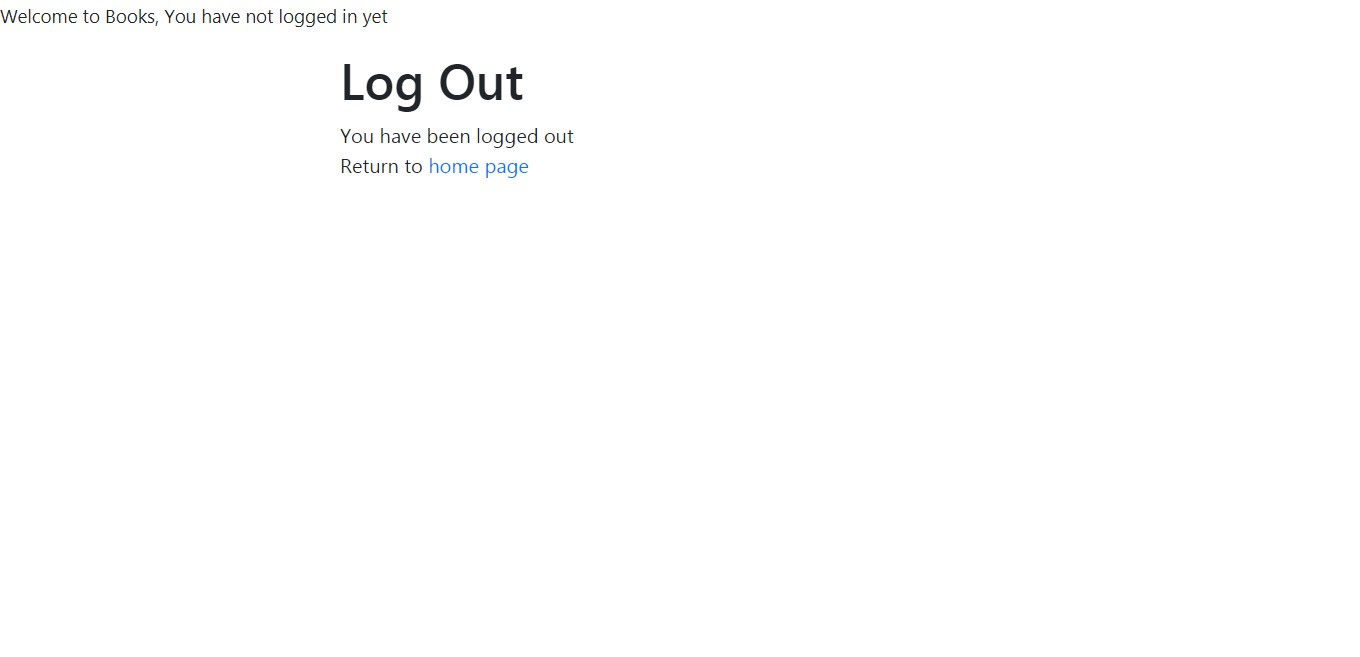 Welcome to Books, You have not logged in yet
Log Out
You have been logged out
Return to home page